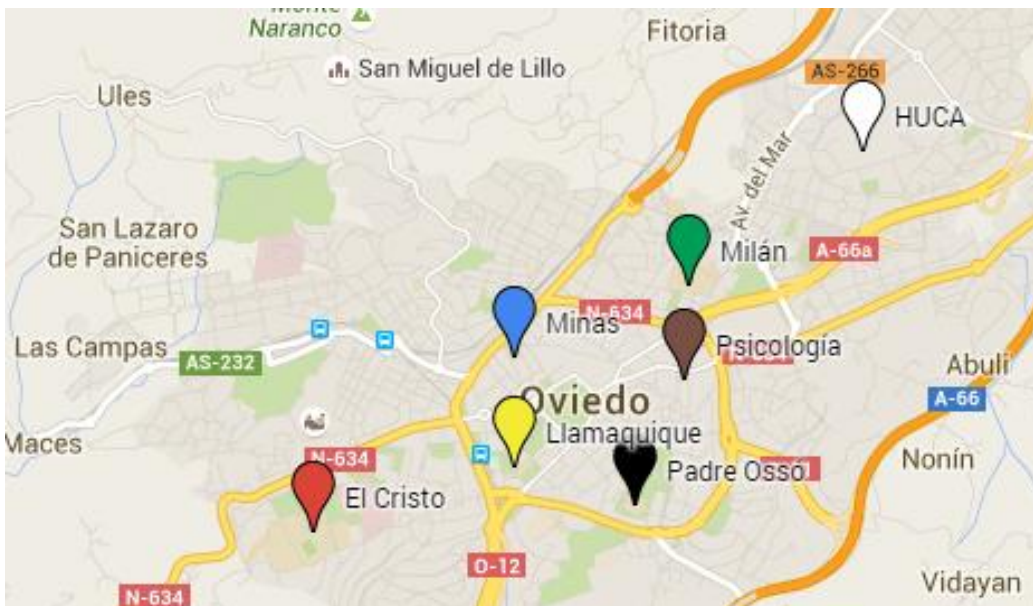 Monte
Naranco
Fitoria
San Miguel de Lillo
AS-266
Ules
HUCA
Av. del Mar
San Lazaro
de Paniceres
Milán
A-66a
N-634
Minas
Psicología
Las Campas
AS-232
Abuli
A-66
Oviedo
Llamaquique
Maces
N-634
Padre Ossó
Nonín
El Cristo
O-12
Vidayan
N-634